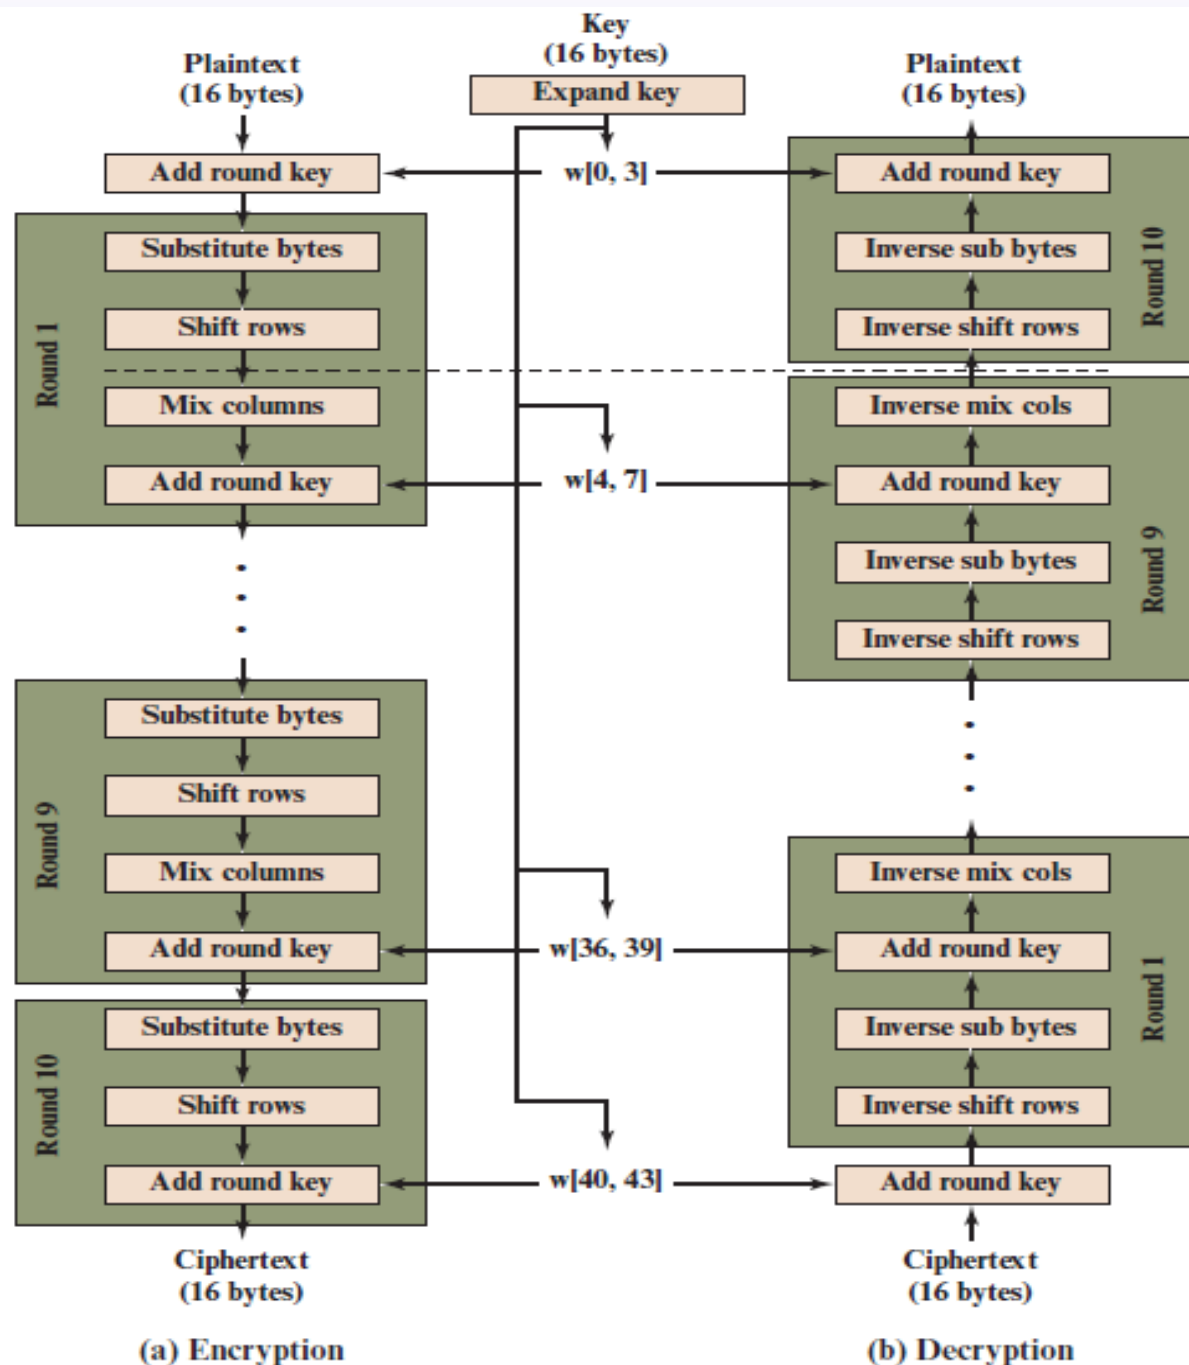 Key
(16 bytes)
Expand key
Plaintext
(16 bytes)
Add round key
Round 1
Substitute bytes
Shift rows
Mix columns
Add round key
Round 9
Substitute bytes
Shift rows
Mix columns
Add round key
Round 10
Substitute bytes
Shift rows
Add round key
Ciphertext
(16 bytes)
(a) Encryption
w[0, 3]
w[4, 7]
w[36, 39]
w[40, 43]
Plaintext
(16 bytes)
Add round key
Inverse sub bytes
Inverse shift rows
Round 10
Inverse mix cols
Add round key
Inverse sub bytes
Inverse shift rows
Round 9
Inverse mix cols
Add round key
Inverse sub bytes
Inverse shift rows
Round 1
Add round key
Ciphertext
(16 bytes)
(b) Decryption